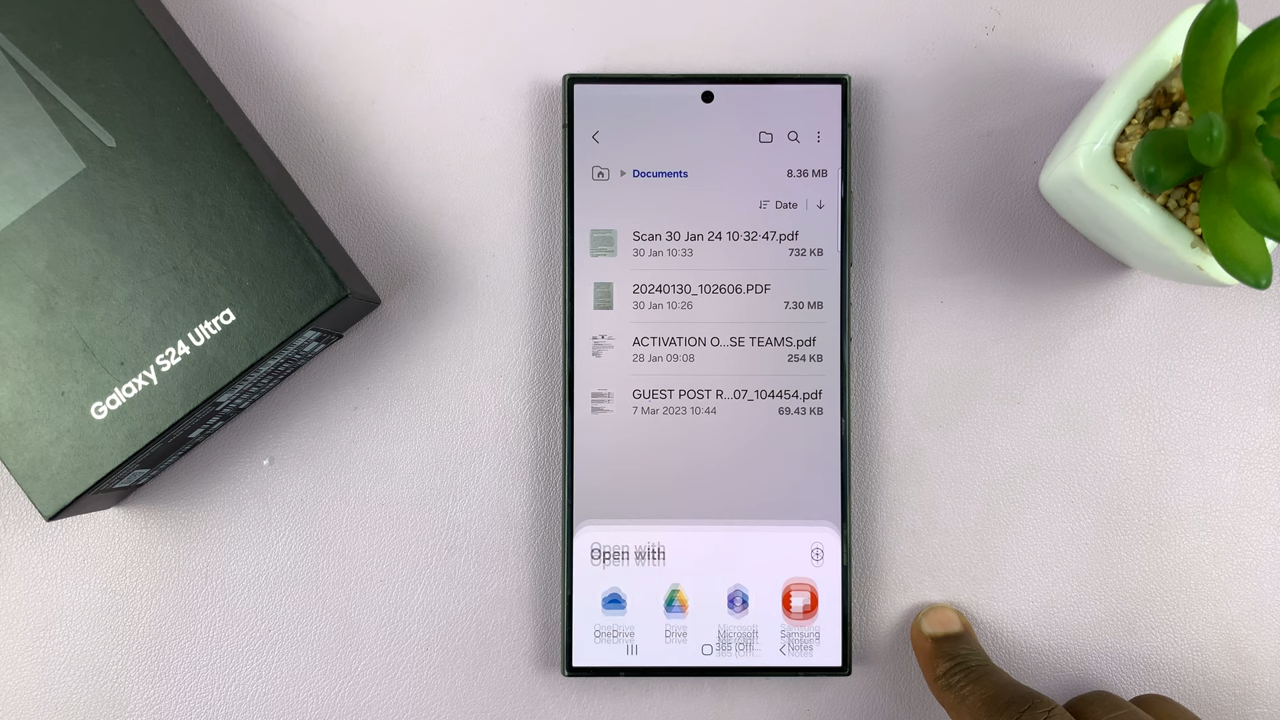 Galaxy S24 Ultra
Documents
8.36 MB
Date
Scan 30 Jan 24 10·32·47.pdf
30 Jan 10:33
732 KB
20240130_102606.PDF
30 Jan 10:26
7.30 MB
ACTIVATION O...SE TEAMS.pdf
28 Jan 09:08
254 KB
GUEST POST R...07_104454.pdf
7 Mar 2023 10:44
69.43 KB
Open with
OneDrive
Drive
Microsoft
365 (Offi...
Samsung
Notes